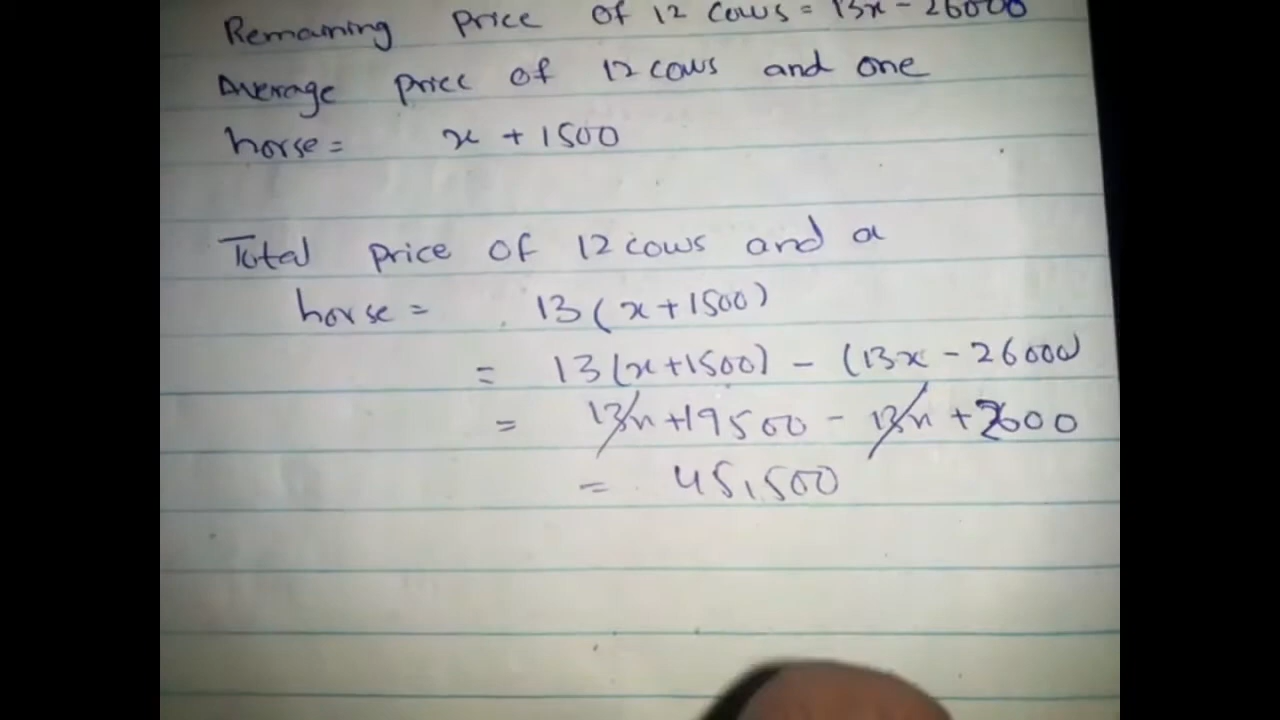 Remaining price of 12 cows = 13x - 26000
Average price of 12 cows and one
horse = x + 1500
Total price of 12 cows and a
horse = 13(x+1500)
= 13(x+1500) - (13x - 26000)
= 13x + 19500 - 13x + 2600
= 45,500